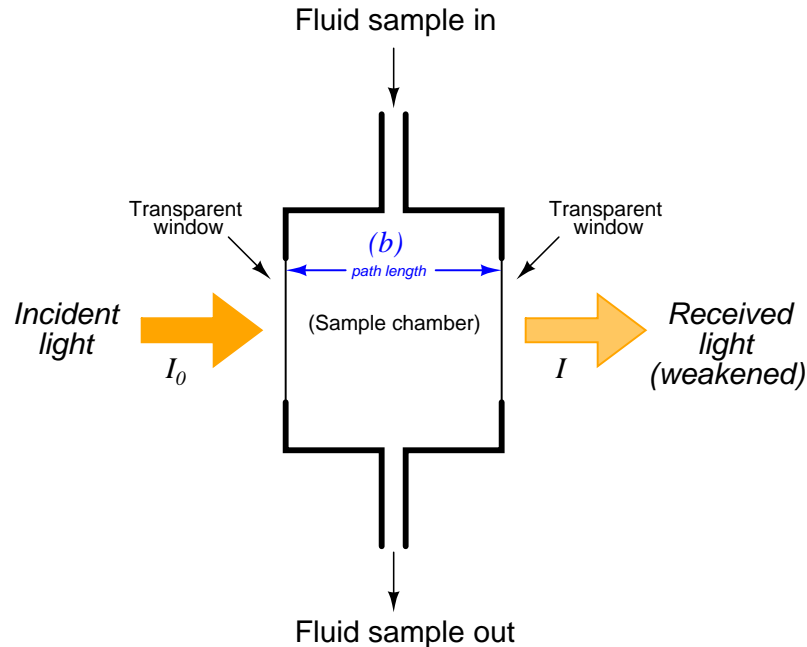 Fluid sample in
Transparent
window
Transparent
window
(b)
path length
Incident
light
I0
(Sample chamber)
I
Received
light
(weakened)
Fluid sample out